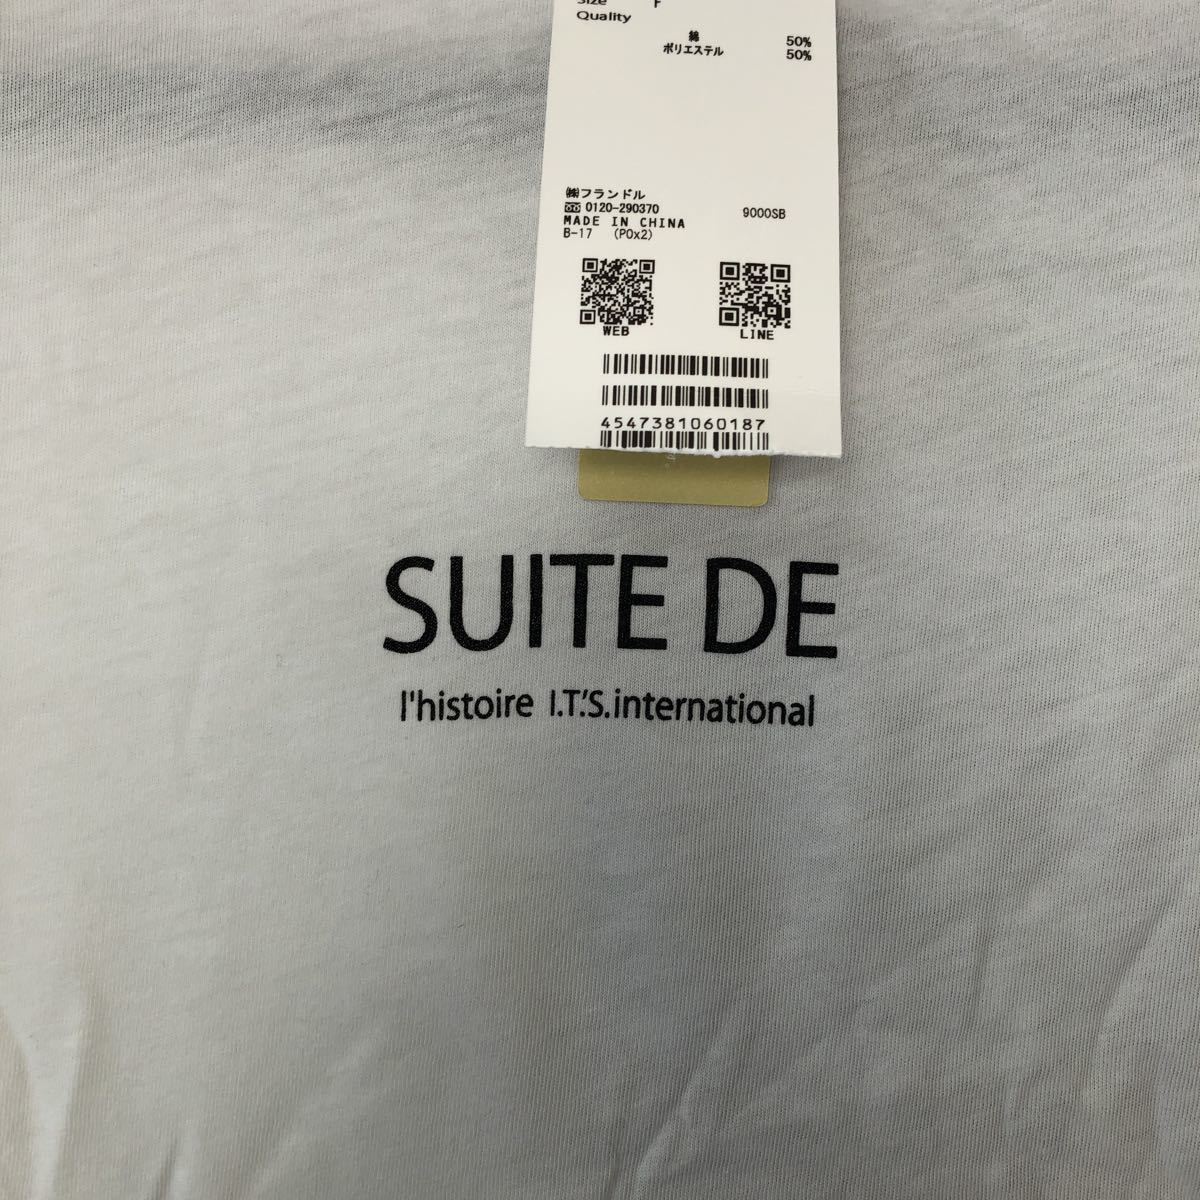 Size F
Quality
綿 50%
ポリエステル 50%
㈱フランドル
0120-290370
9000SB
MADE IN CHINA
B-17 (P0x2)
WEB
LINE
4547381060187
SUITE DE
l'histoire I.T.'S.international